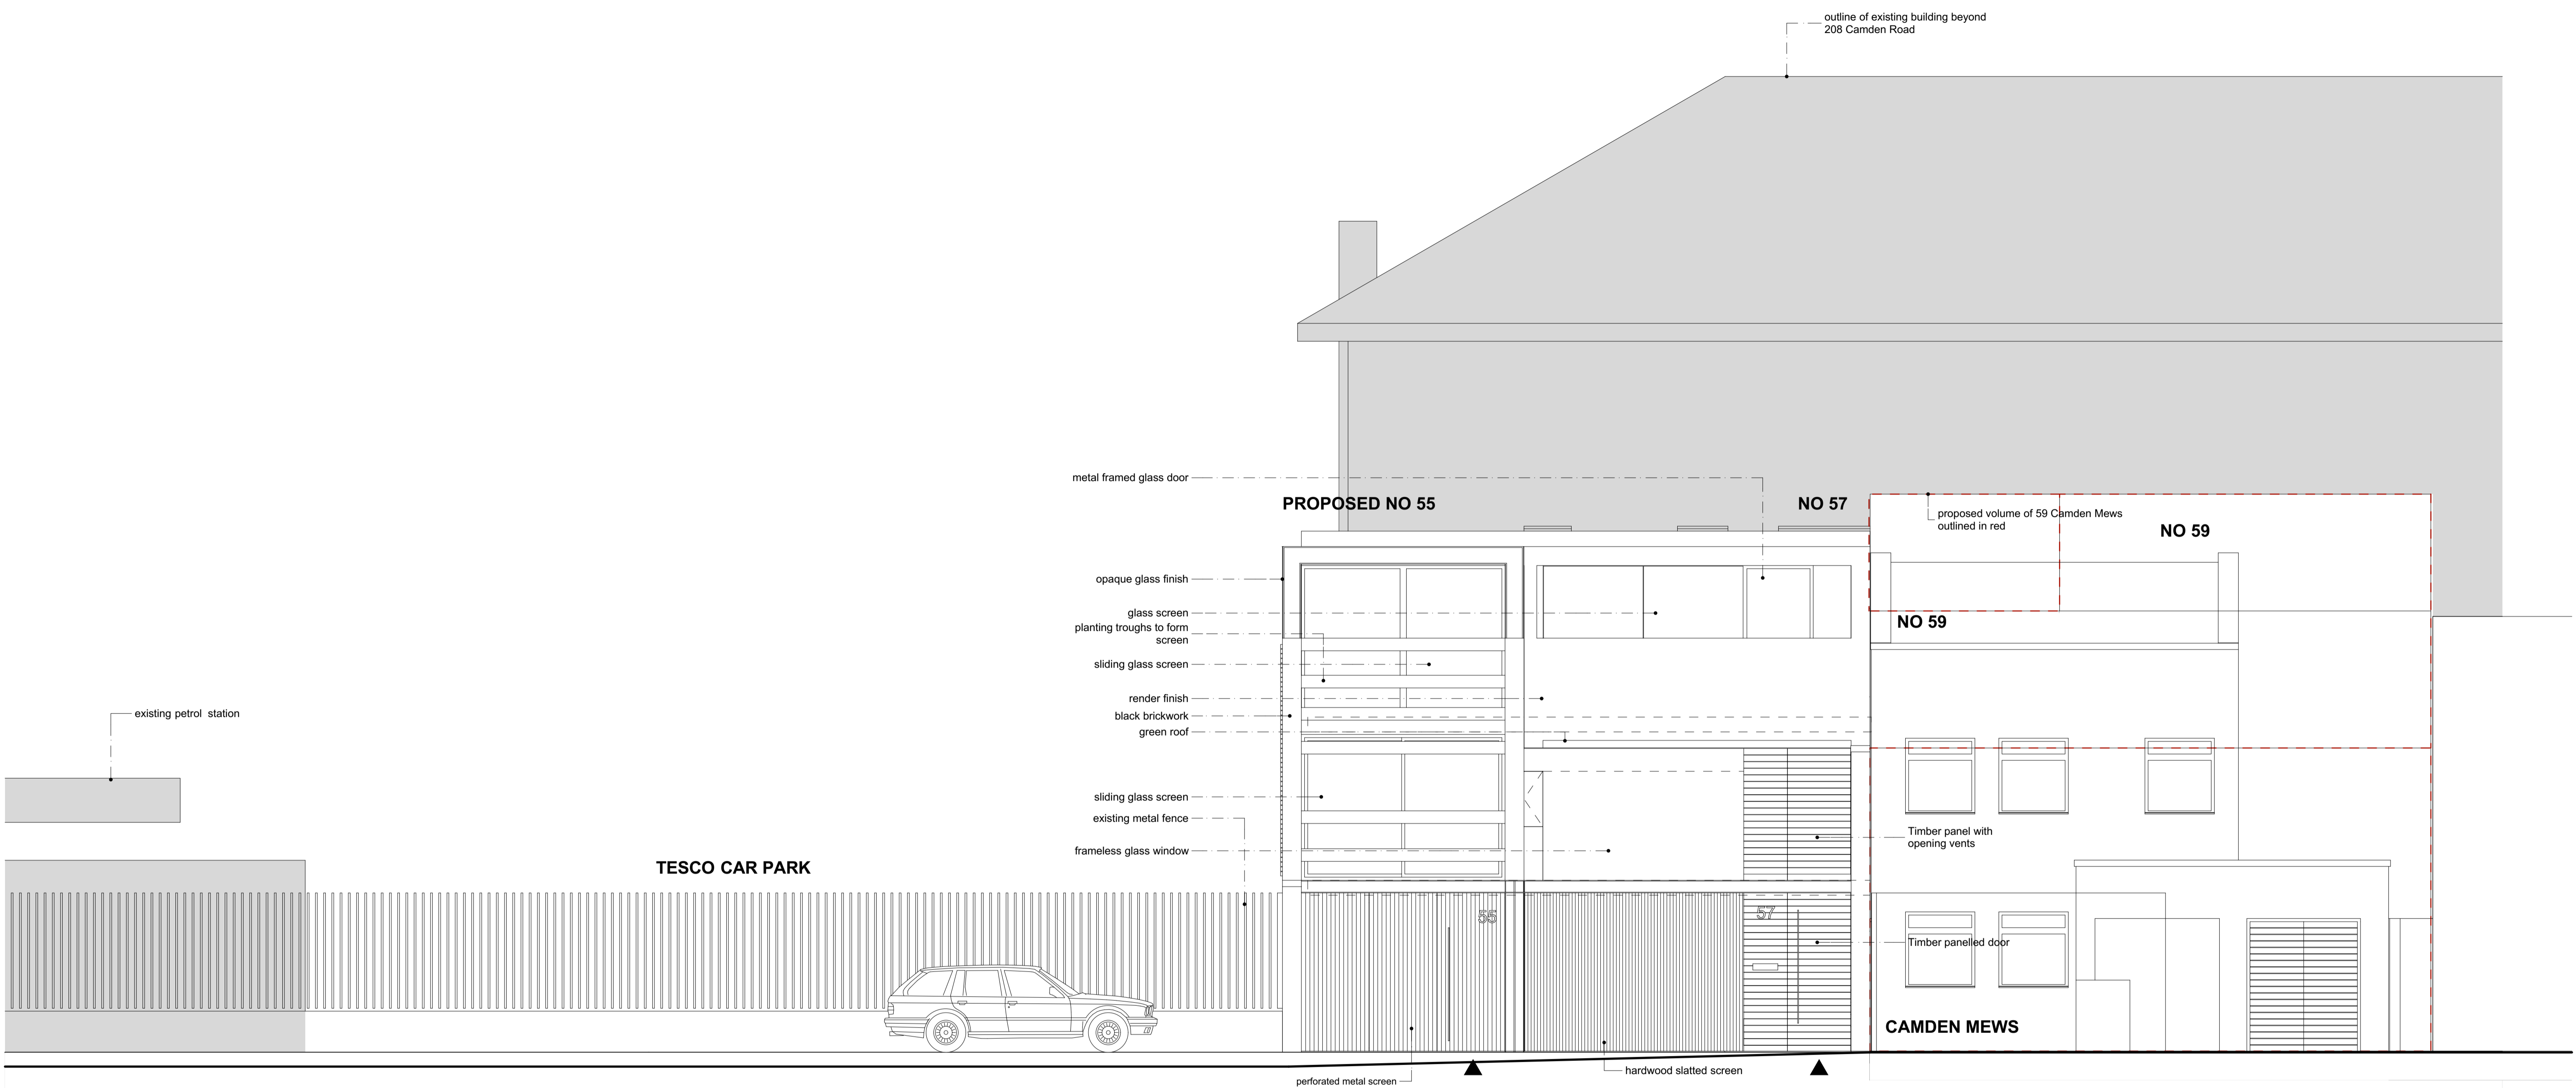 outline of existing building beyond
208 Camden Road
metal framed glass door
PROPOSED NO 55
NO 57
proposed volume of 59 Camden Mews
outlined in red
NO 59
opaque glass finish
glass screen
planting troughs to form
screen
NO 59
sliding glass screen
render finish
black brickwork
green roof
existing petrol station
sliding glass screen
existing metal fence
frameless glass window
Timber panel with
opening vents
TESCO CAR PARK
55
57
Timber panelled door
CAMDEN MEWS
hardwood slatted screen
perforated metal screen